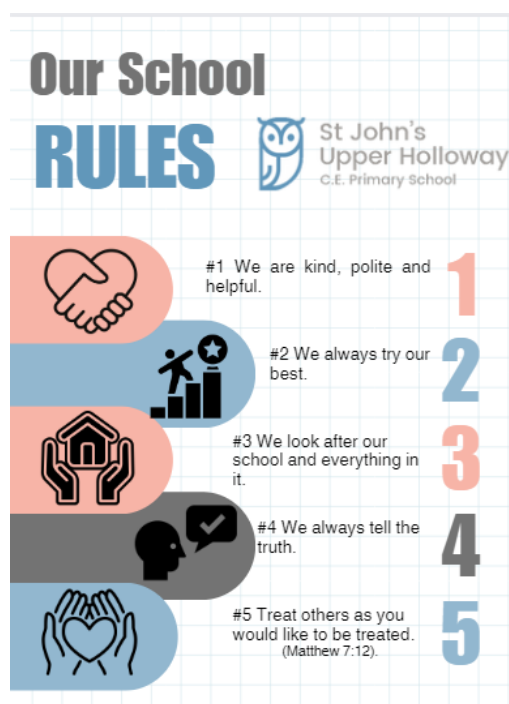 Our School
RULES
St John's
Upper Holloway
C.E. Primary School
#1 We are kind, polite and
helpful.
1
#2 We always try our
best.
2
#3 We look after our
school and everything in
it.
3
#4 We always tell the
truth.
4
#5 Treat others as you
would like to be treated.
(Matthew 7:12).
5